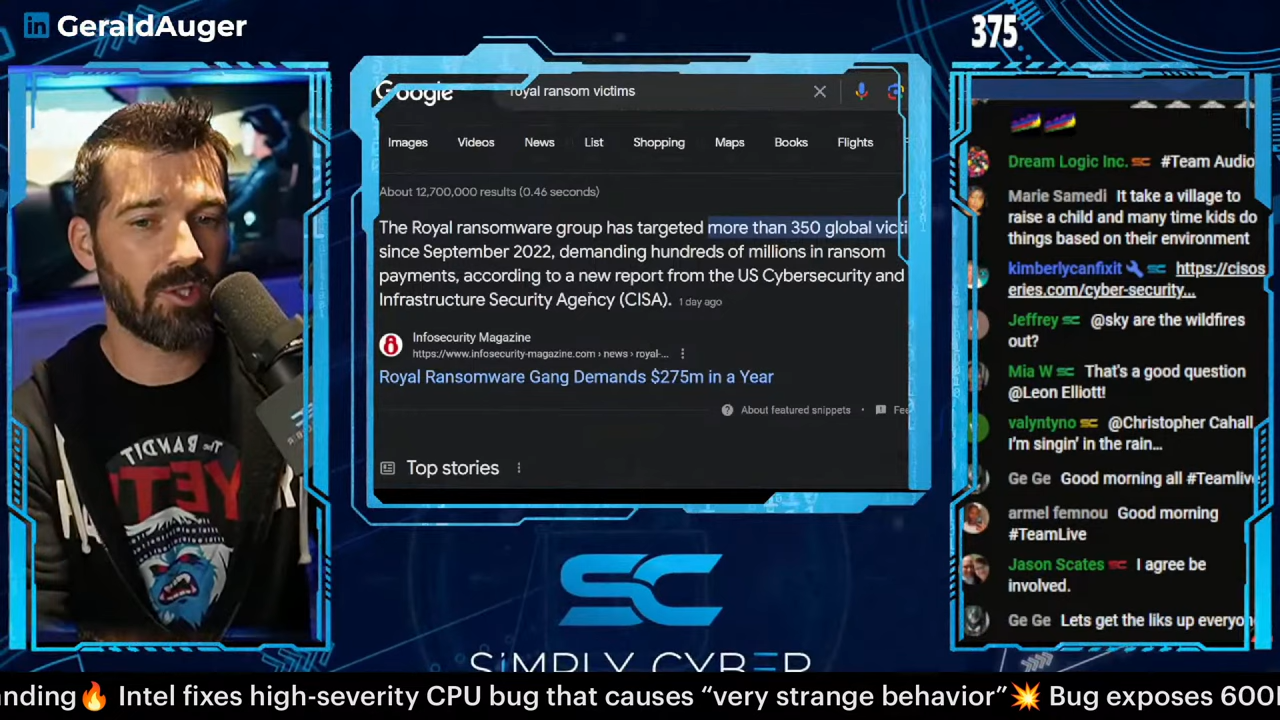 in GeraldAuger
375
Google
royal ransom victims
Images Videos News List Shopping Maps Books Flights
About 12,700,000 results (0.46 seconds)
The Royal ransomware group has targeted more than 350 global victi
since September 2022, demanding hundreds of millions in ransom
payments, according to a new report from the US Cybersecurity and
Infrastructure Security Agency (CISA). 1 day ago
Infosecurity Magazine
https://www.infosecurity-magazine.com › news › royal-...
Royal Ransomware Gang Demands $275m in a Year
About featured snippets • Fee
Top stories
Dream Logic Inc. SC #Team Audio
Marie Samedi It take a village to
raise a child and many time kids do
things based on their environment
kimberlycanfixit SC https://cisos
eries.com/cyber-security...
Jeffrey SC @sky are the wildfires
out?
Mia W SC That's a good question
@Leon Elliott!
valyntyno SC @Christopher Cahall
I'm singin' in the rain...
Ge Ge Good morning all #Teamlive
armel femnou Good morning
#TeamLive
Jason Scates SC I agree be
involved.
Ge Ge Lets get the liks up everyon
THE BANDIT
YETI
SC
SiMPLY CYBER
nding🔥 Intel fixes high-severity CPU bug that causes “very strange behavior”💥 Bug exposes 600